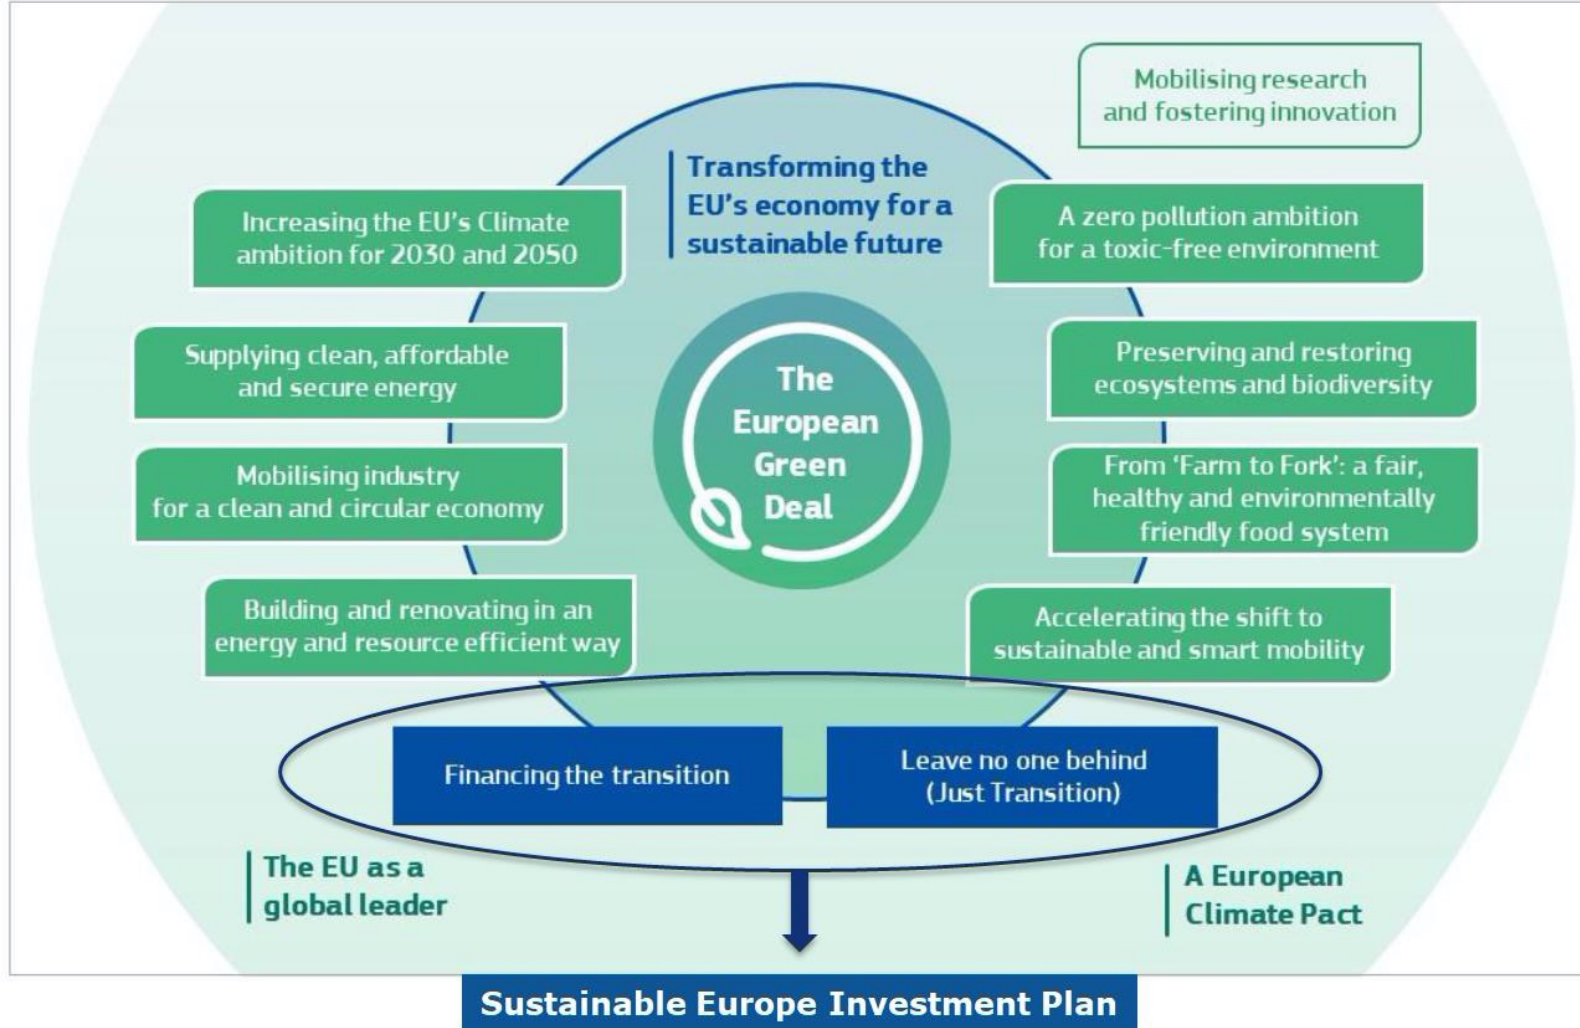 Mobilising research
and fostering innovation
Transforming the
EU's economy for a
sustainable future
Increasing the EU's Climate
ambition for 2030 and 2050
A zero pollution ambition
for a toxic-free environment
Supplying clean, affordable
and secure energy
Preserving and restoring
ecosystems and biodiversity
The
European
Green
Deal
Mobilising industry
for a clean and circular economy
From ‘Farm to Fork’: a fair,
healthy and environmentally
friendly food system
Building and renovating in an
energy and resource efficient way
Accelerating the shift to
sustainable and smart mobility
Financing the transition
Leave no one behind
(Just Transition)
The EU as a
global leader
A European
Climate Pact
Sustainable Europe Investment Plan